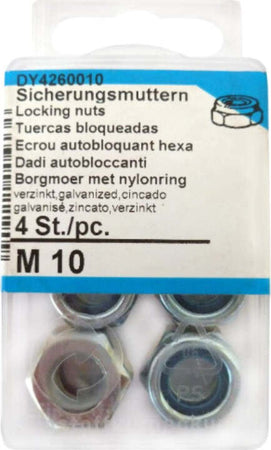 DY4260010
Sicherungsmuttern
Locking nuts
Tuercas bloqueadas
Ecrou autobloquant hexa
Dadi autobloccanti
Borgmoer met nylonring
verzinkt,galvanized,cincado
galvanisé,zincato,verzinkt
4 St./pc.
M 10
PS